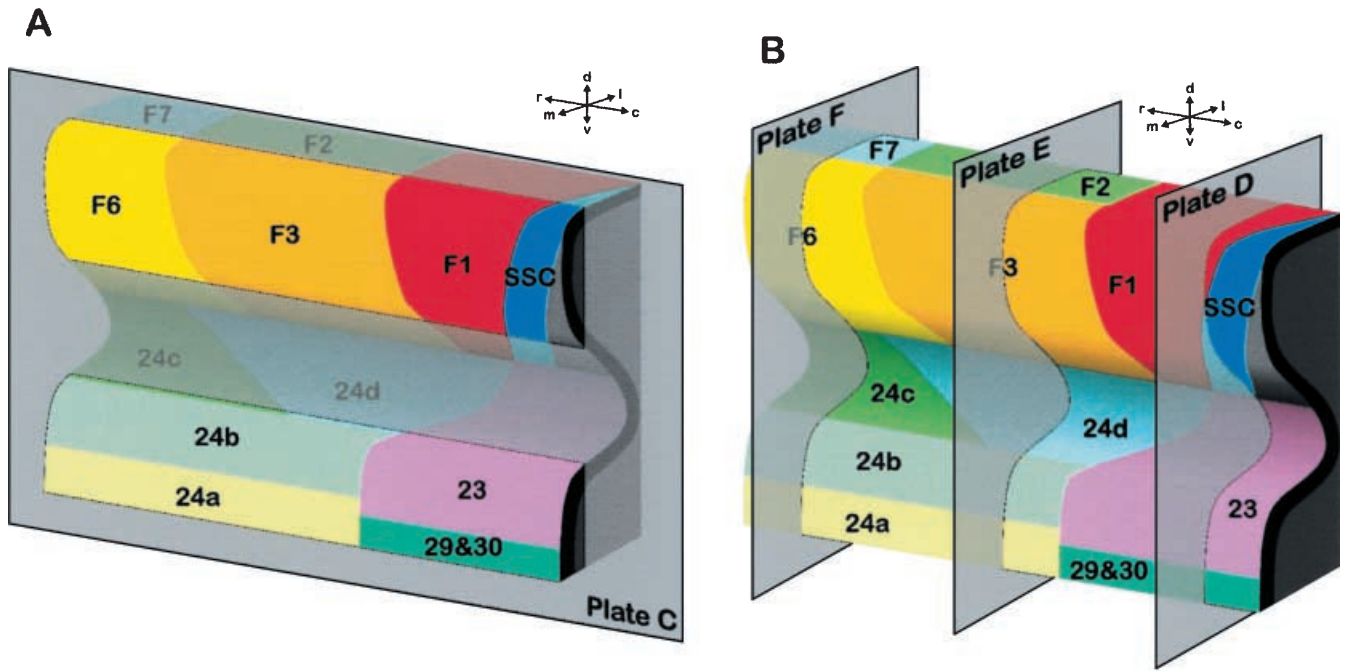 A
d
r l
m c
v
F7
F2
F6
F3
F1
SSC
24c
24d
24b
24a
23
29&30
Plate C
B
d
r l
m c
v
Plate F
Plate E
Plate D
F7
F2
F6
F3
F1
SSC
24c
24d
24b
24a
23
29&30